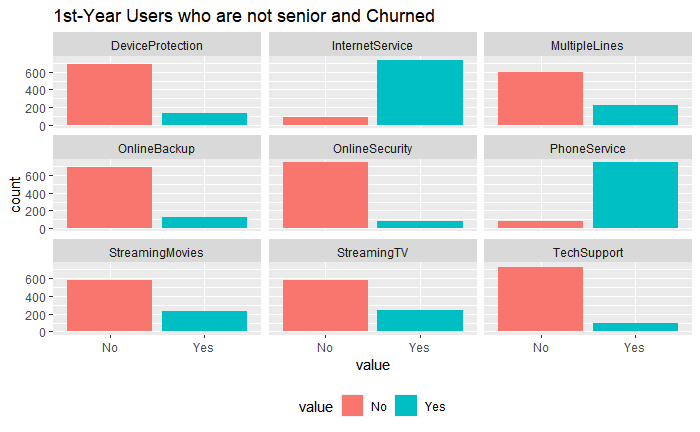 1st-Year Users who are not senior and Churned
DeviceProtection InternetService MultipleLines
600
400
200
0
OnlineBackup OnlineSecurity PhoneService
count
600
400
200
0
StreamingMovies StreamingTV TechSupport
600
400
200
0
No Yes No Yes No Yes
value
value No Yes